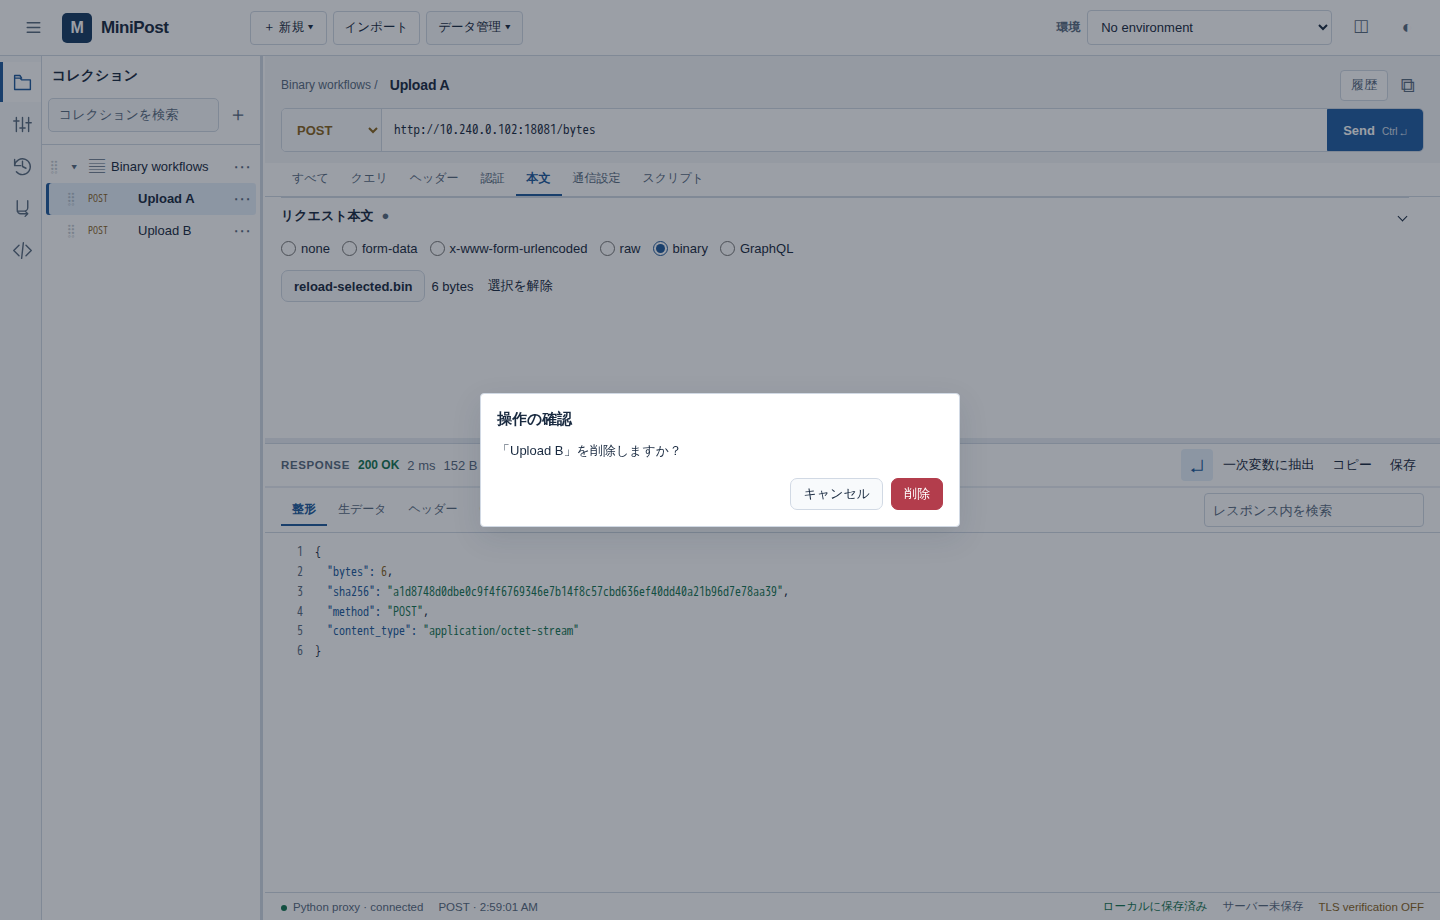 M MiniPost ＋ 新規 ▾ インポート データ管理 ▾ 環境 No environment
コレクション
コレクションを検索 ＋
Binary workflows ···
POST Upload A ···
POST Upload B ···
Binary workflows / Upload A 履歴
POST http://10.240.0.102:18081/bytes Send Ctrl ↵
すべて クエリ ヘッダー 認証 本文 通信設定 スクリプト
リクエスト本文 ●
none form-data x-www-form-urlencoded raw binary GraphQL
reload-selected.bin 6 bytes 選択を解除
操作の確認
「Upload B」を削除しますか？
キャンセル 削除
RESPONSE 200 OK 2 ms 152 B 一次変数に抽出 コピー 保存
整形 生データ ヘッダー レスポンス内を検索
1 {
2 "bytes": 6,
3 "sha256": "a1d8748d0dbe0c9f4f6769346e7b14f8c57cbd636ef40dd40a21b96d7e78aa39",
4 "method": "POST",
5 "content_type": "application/octet-stream"
6 }
● Python proxy · connected POST · 2:59:01 AM ローカルに保存済み サーバー未保存 TLS verification OFF